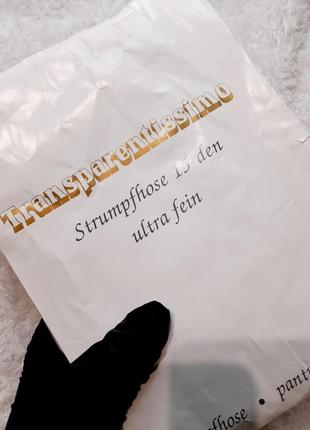 Transparentissimo
Strumpfhose 15 den
ultra fein